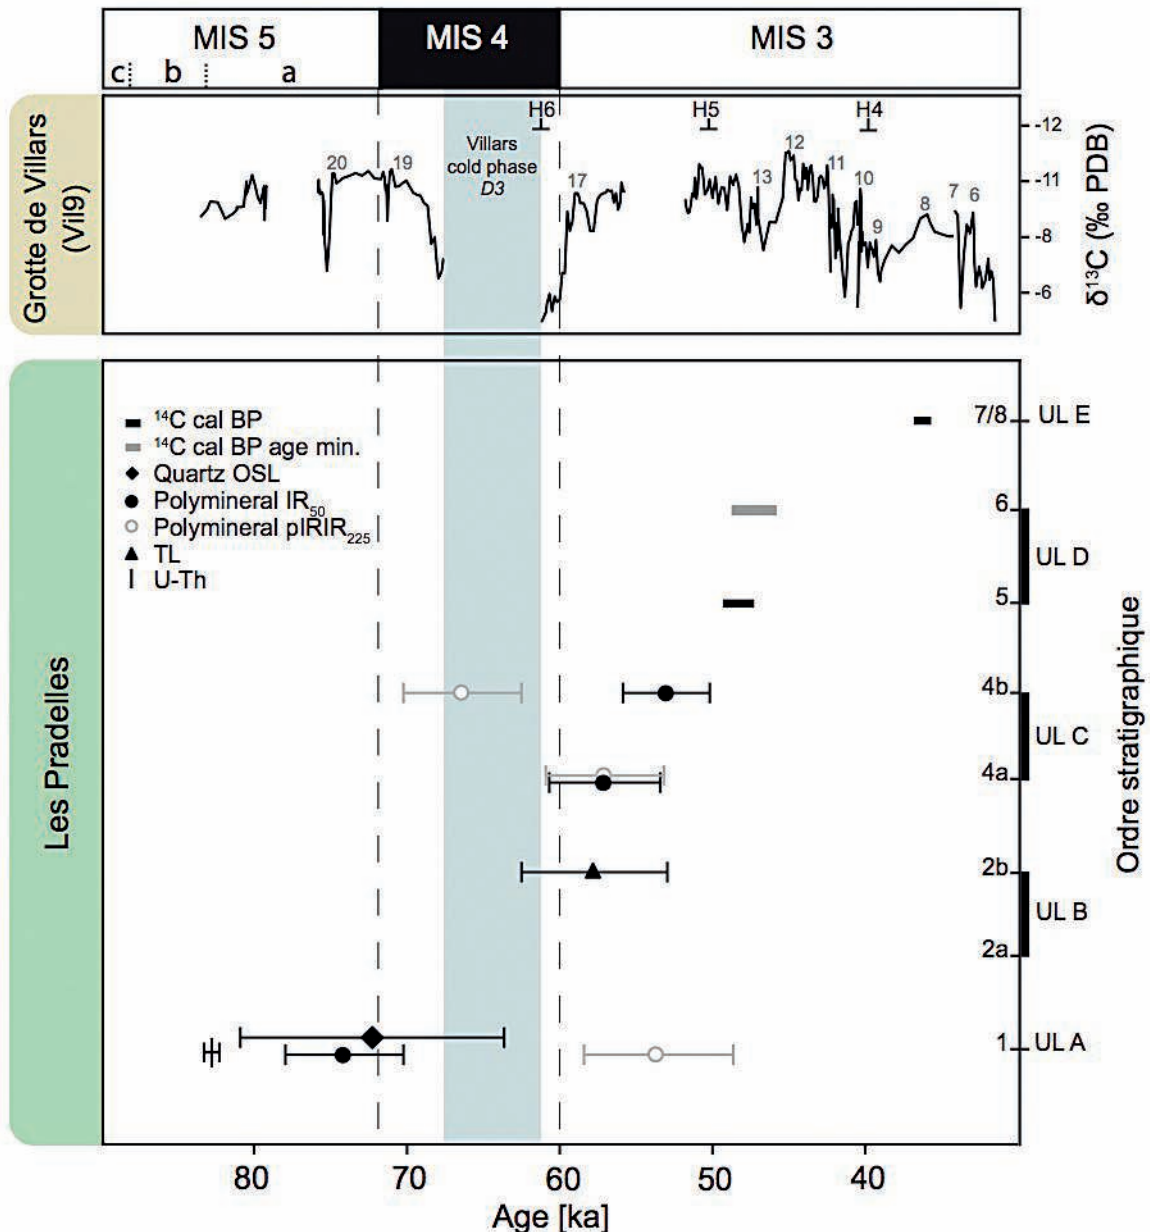 MIS 5
MIS 4
MIS 3
c
b
a
Grotte de Villars
(Vil9)
H6
H5
H4
Villars
cold phase
D3
20
19
17
13
12
11
10
9
8
7
6
-12
-11
-8
-6
δ¹³C (‰ PDB)
Les Pradelles
¹⁴C cal BP
¹⁴C cal BP age min.
Quartz OSL
Polymineral IR₅₀
Polymineral pIRIR₂₂₅
TL
U-Th
7/8
UL E
6
UL D
5
4b
UL C
4a
2b
UL B
2a
1
UL A
Ordre stratigraphique
80
70
60
50
40
Age [ka]